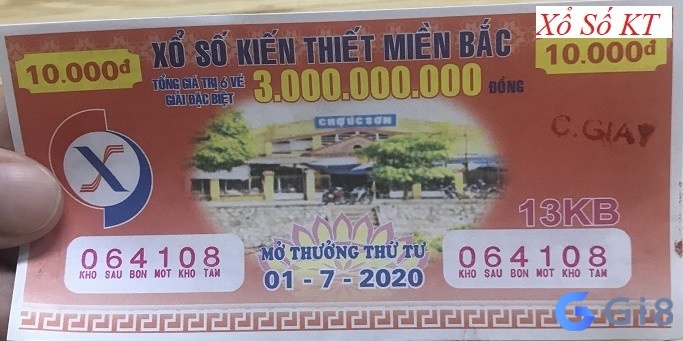 Xổ Số KT
10.000đ
XỔ SỐ KIẾN THIẾT MIỀN BẮC
10.000đ
TỔNG GIÁ TRỊ 6 VÉ
GIẢI ĐẶC BIỆT
3.000.000.000 ĐỒNG
CHỢ ÚC SƠN
C.GIAY
X
13KB
064108
KHO SAU BON MOT KHO TAM
MỞ THƯỞNG THỨ TƯ
01-7-2020
064108
KHO SAU BON MOT KHO TAM
Gi8